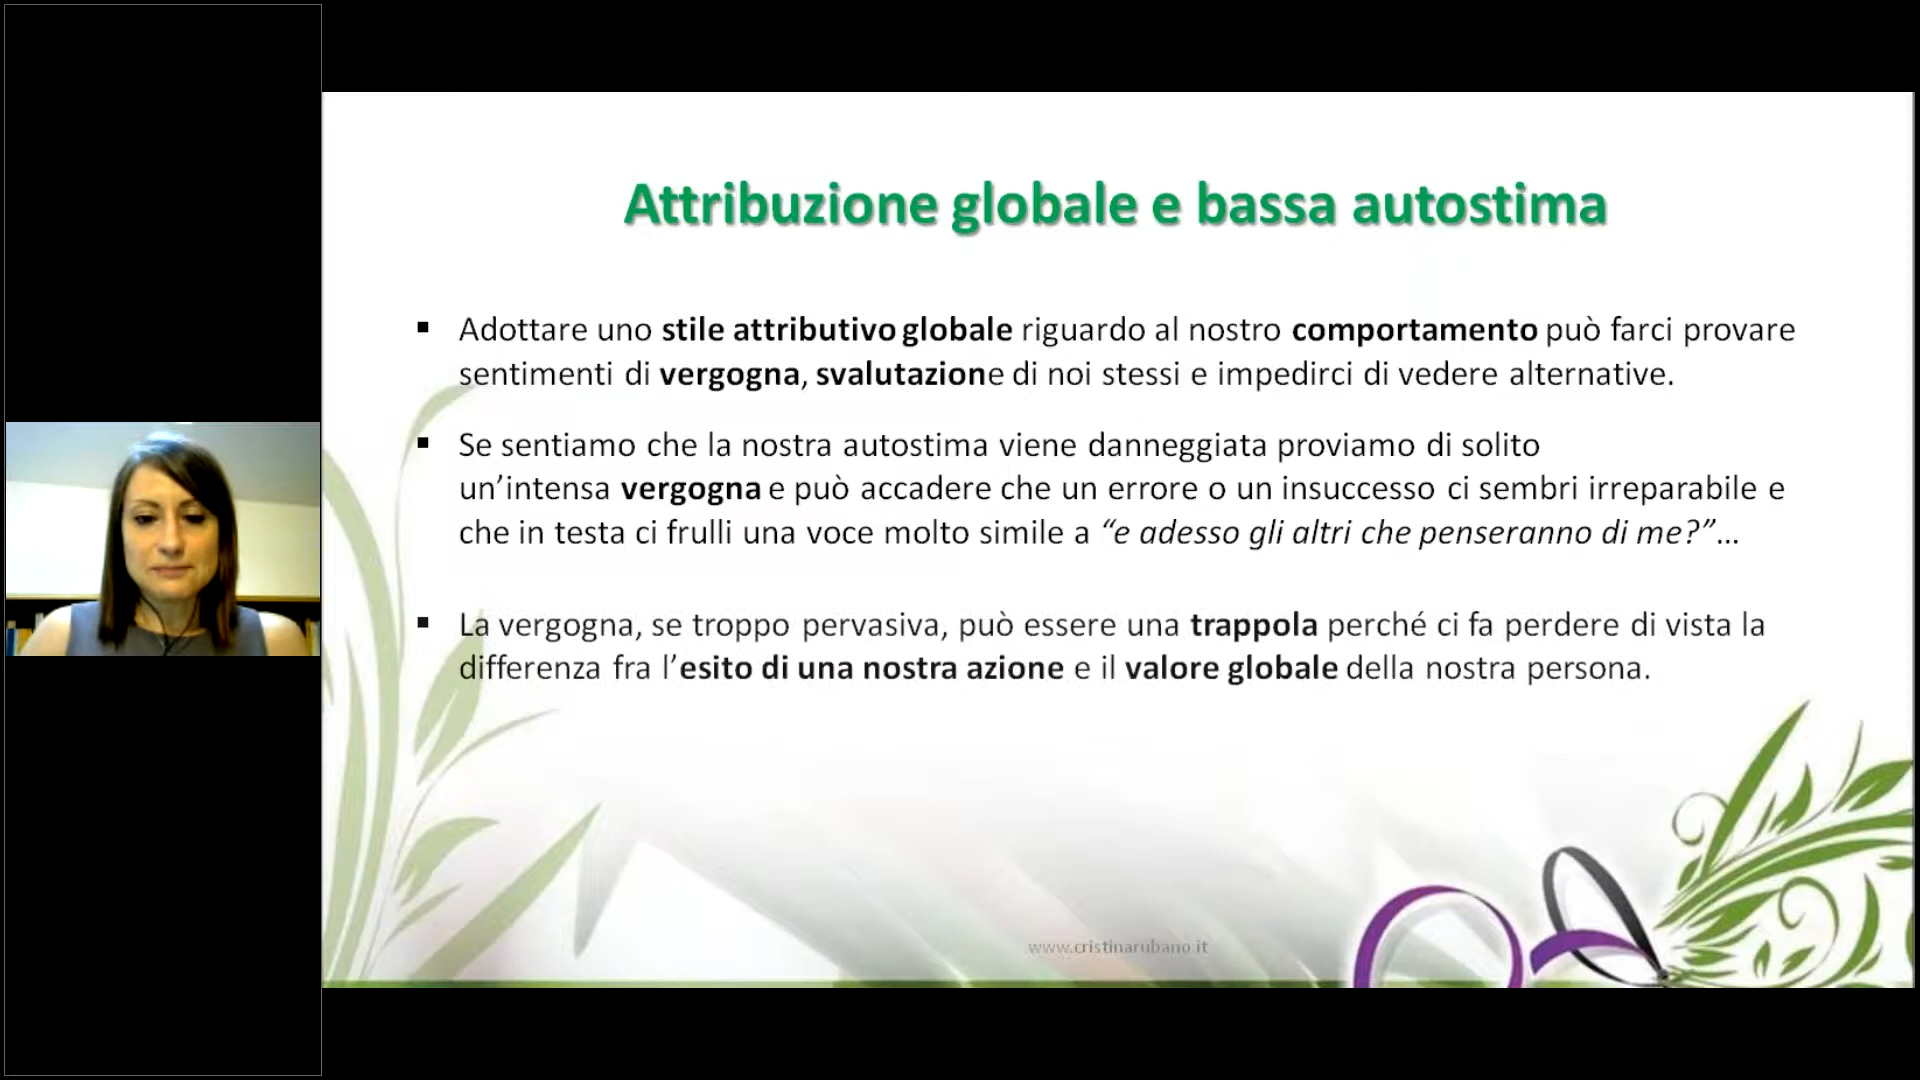 Attribuzione globale e bassa autostima
Adottare uno stile attributivo globale riguardo al nostro comportamento può farci provare
sentimenti di vergogna, svalutazione di noi stessi e impedirci di vedere alternative.
Se sentiamo che la nostra autostima viene danneggiata proviamo di solito
un’intensa vergogna e può accadere che un errore o un insuccesso ci sembri irreparabile e
che in testa ci frulli una voce molto simile a “e adesso gli altri che penseranno di me?”…
La vergogna, se troppo pervasiva, può essere una trappola perché ci fa perdere di vista la
differenza fra l’esito di una nostra azione e il valore globale della nostra persona.
www.cristinarubano.it